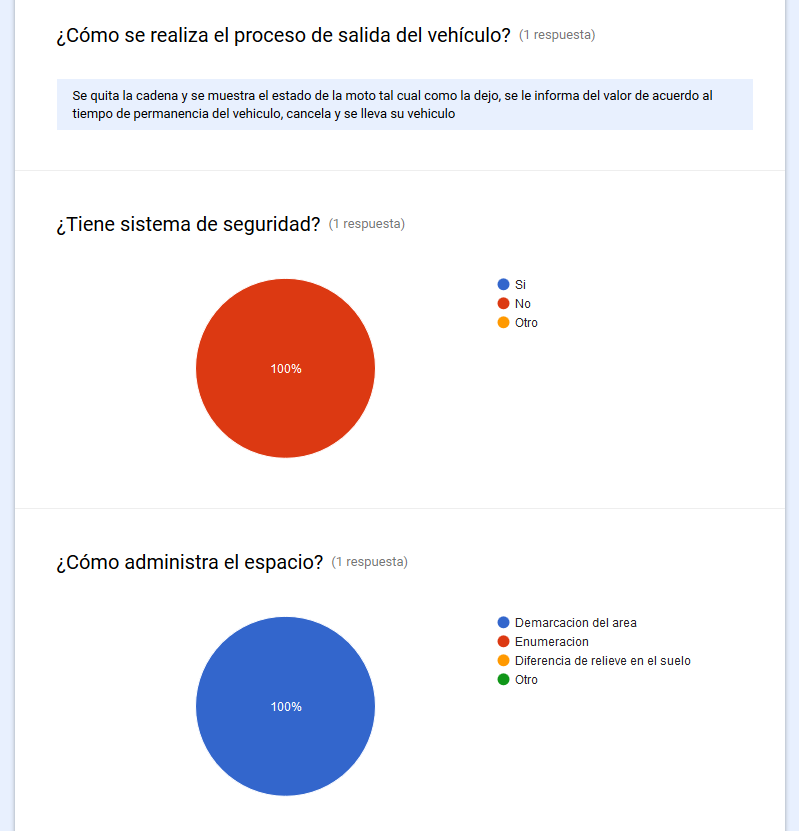 ¿Cómo se realiza el proceso de salida del vehículo? (1 respuesta)
Se quita la cadena y se muestra el estado de la moto tal cual como la dejo, se le informa del valor de acuerdo al
tiempo de permanencia del vehiculo, cancela y se lleva su vehiculo
¿Tiene sistema de seguridad? (1 respuesta)
100%
Si
No
Otro
¿Cómo administra el espacio? (1 respuesta)
100%
Demarcacion del area
Enumeracion
Diferencia de relieve en el suelo
Otro